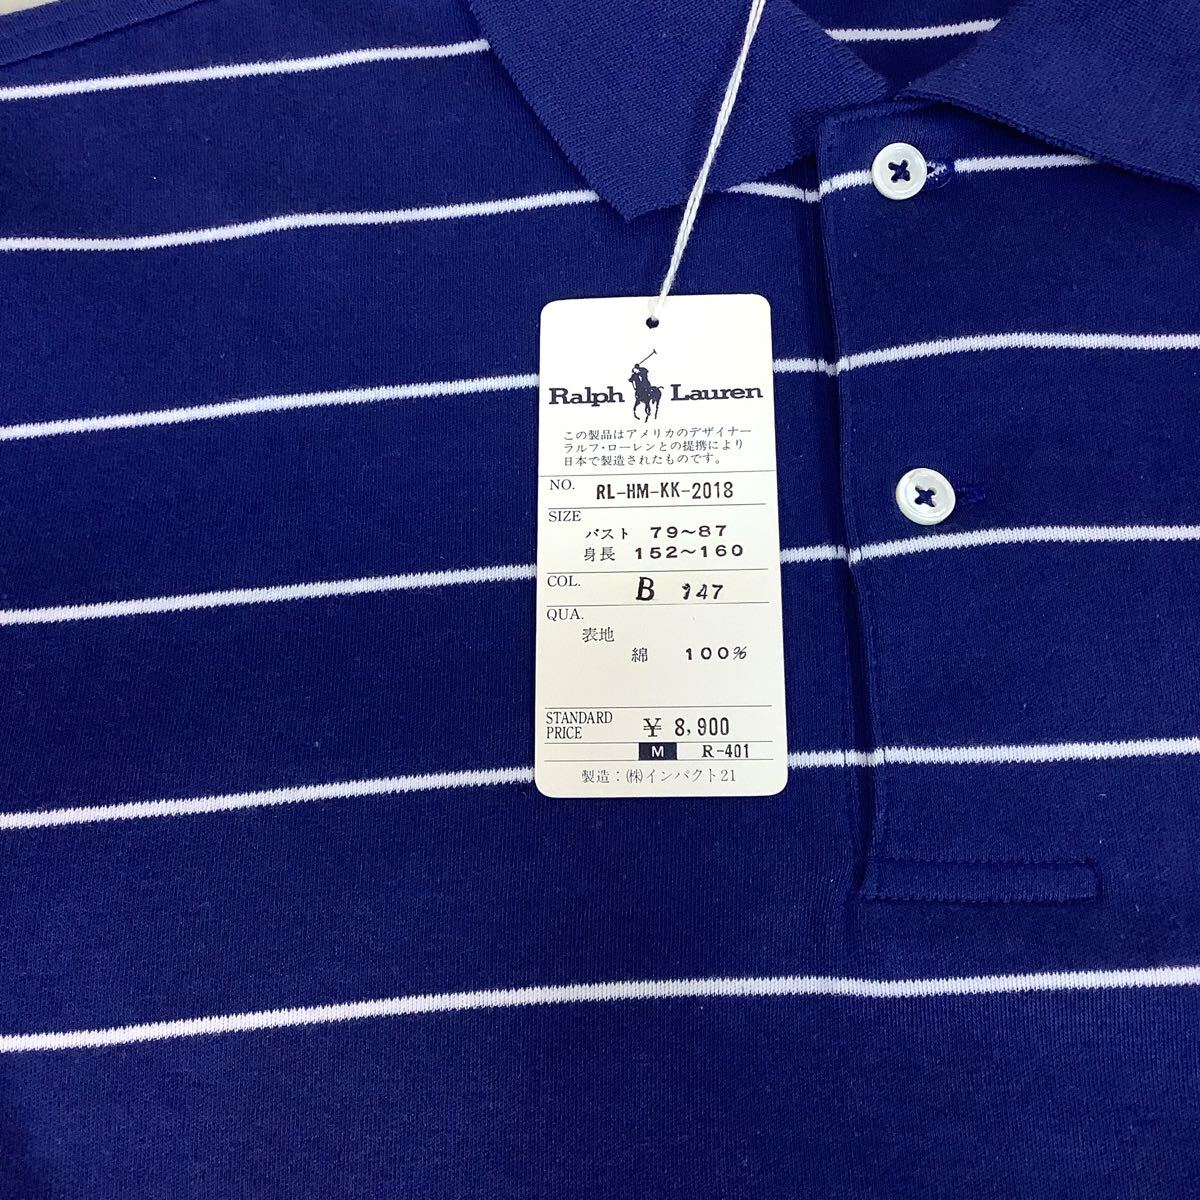 Ralph Lauren
この製品はアメリカのデザイナー
ラルフ・ローレンとの提携により
日本で製造されたものです。
NO. RL-HM-KK-2018
SIZE
バスト 79~87
身長 152~160
COL. B 147
QUA.
表地
綿 100%
STANDARD
PRICE ¥ 8,900
M R-401
製造:(株)インパクト21